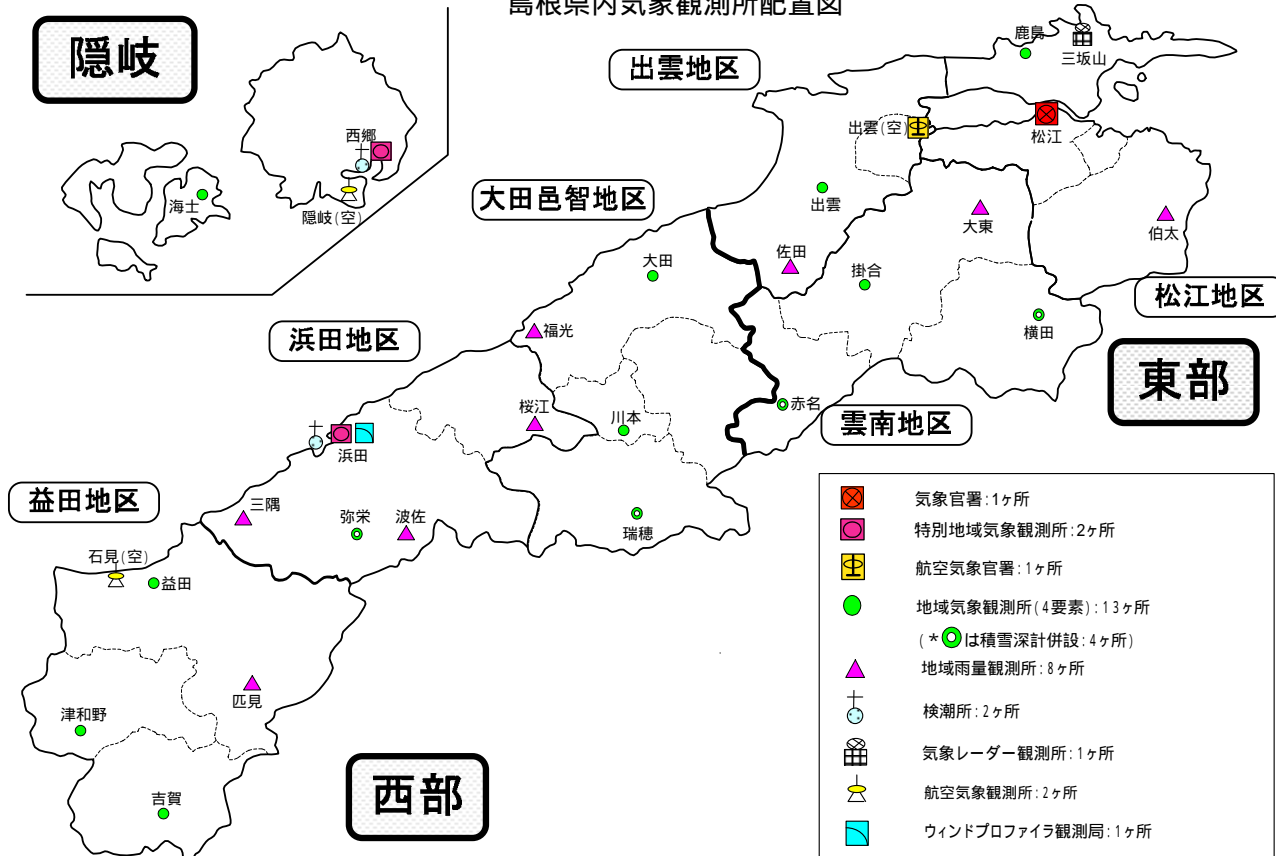 島根県内気象観測所配置図
隠岐
西郷
海士
隠岐(空)
出雲地区
鹿島
三坂山
出雲(空)
松江
出雲
大東
伯太
佐田
掛合
横田
松江地区
東部
赤名
雲南地区
大田邑智地区
大田
福光
桜江
川本
瑞穂
浜田地区
浜田
三隅
弥栄
波佐
益田地区
石見(空)
益田
匹見
津和野
吉賀
西部
気象官署:1ヶ所
特別地域気象観測所:2ヶ所
航空気象官署:1ヶ所
地域気象観測所(4要素):13ヶ所
(*は積雪深計併設:4ヶ所)
地域雨量観測所:8ヶ所
検潮所:2ヶ所
気象レーダー観測所:1ヶ所
航空気象観測所:2ヶ所
ウィンドプロファイラ観測局:1ヶ所